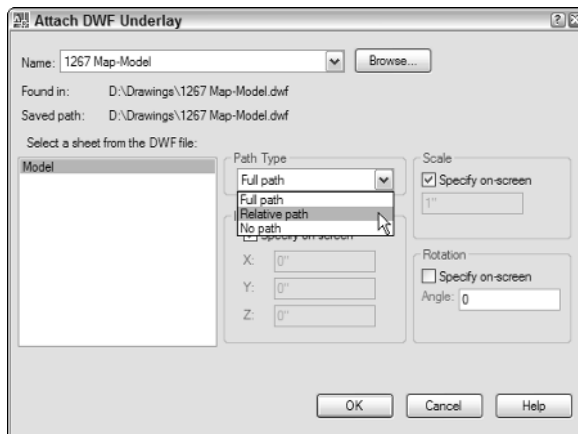 Attach DWF Underlay
Name: 1267 Map-Model
Browse...
Found in: D:\Drawings\1267 Map-Model.dwf
Saved path: D:\Drawings\1267 Map-Model.dwf
Select a sheet from the DWF file:
Model
Path Type
Full path
Full path
Relative path
No path
Specify on-screen
X: 0"
Y: 0"
Z: 0"
Scale
Specify on-screen
1"
Rotation
Specify on-screen
Angle: 0
OK
Cancel
Help